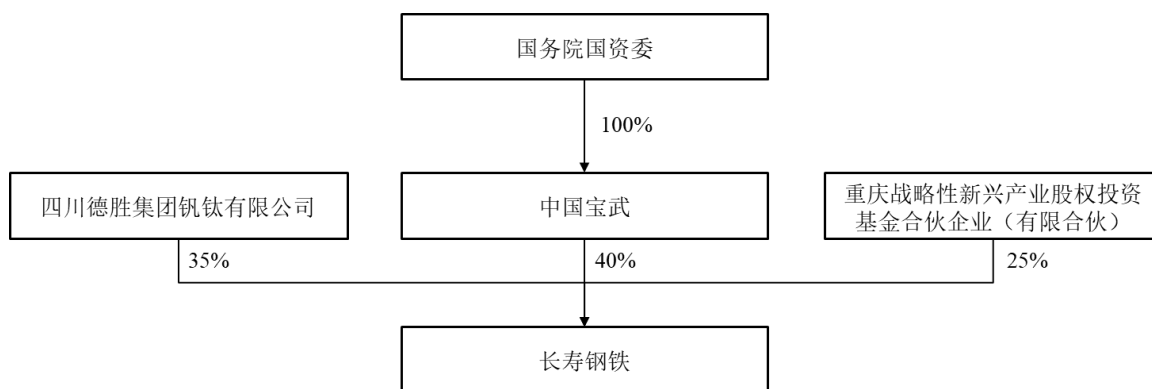 国务院国资委
100%
四川德胜集团钒钛有限公司
中国宝武
重庆战略性新兴产业股权投资
基金合伙企业（有限合伙）
35%
40%
25%
长寿钢铁